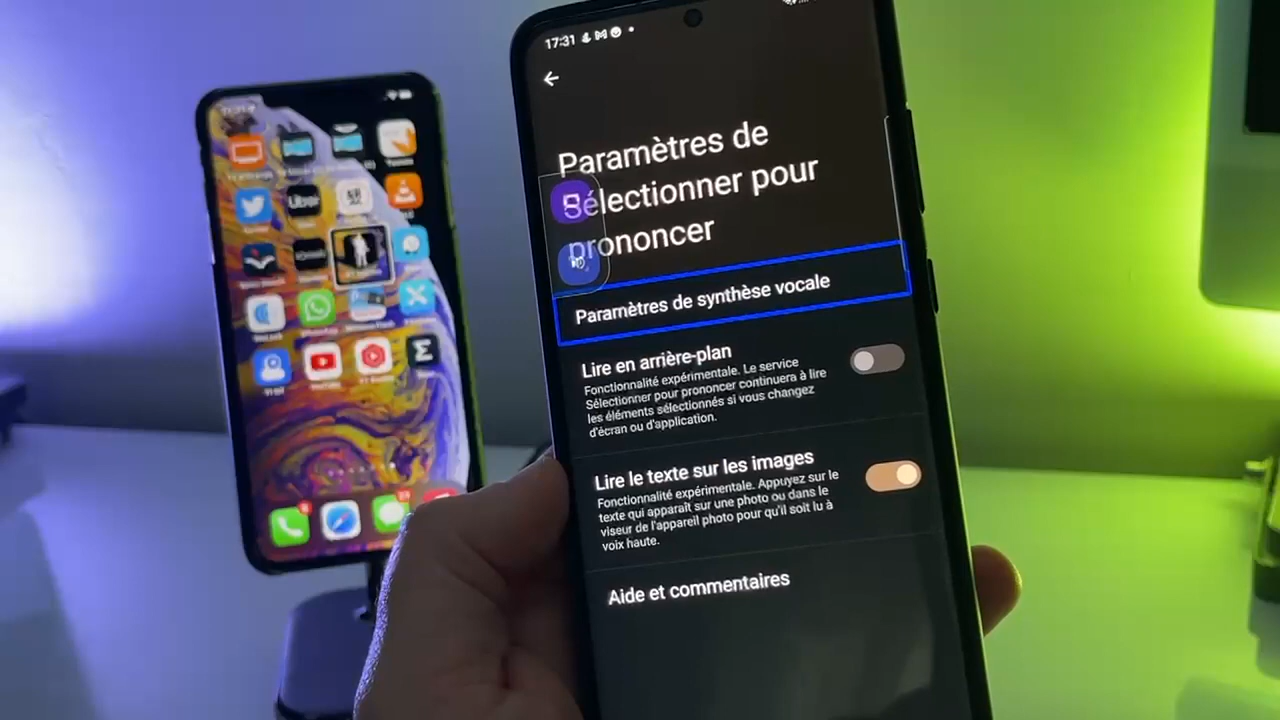 17:31
Paramètres de
Sélectionner pour
prononcer
Paramètres de synthèse vocale
Lire en arrière-plan
Fonctionnalité expérimentale. Le service
Sélectionner pour prononcer continuera à lire
les éléments sélectionnés si vous changez
d'écran ou d'application.
Lire le texte sur les images
Fonctionnalité expérimentale. Appuyez sur le
texte qui apparaît sur une photo ou dans le
viseur de l'appareil photo pour qu'il soit lu à
voix haute.
Aide et commentaires
Uber
WhatsApp
YouTube